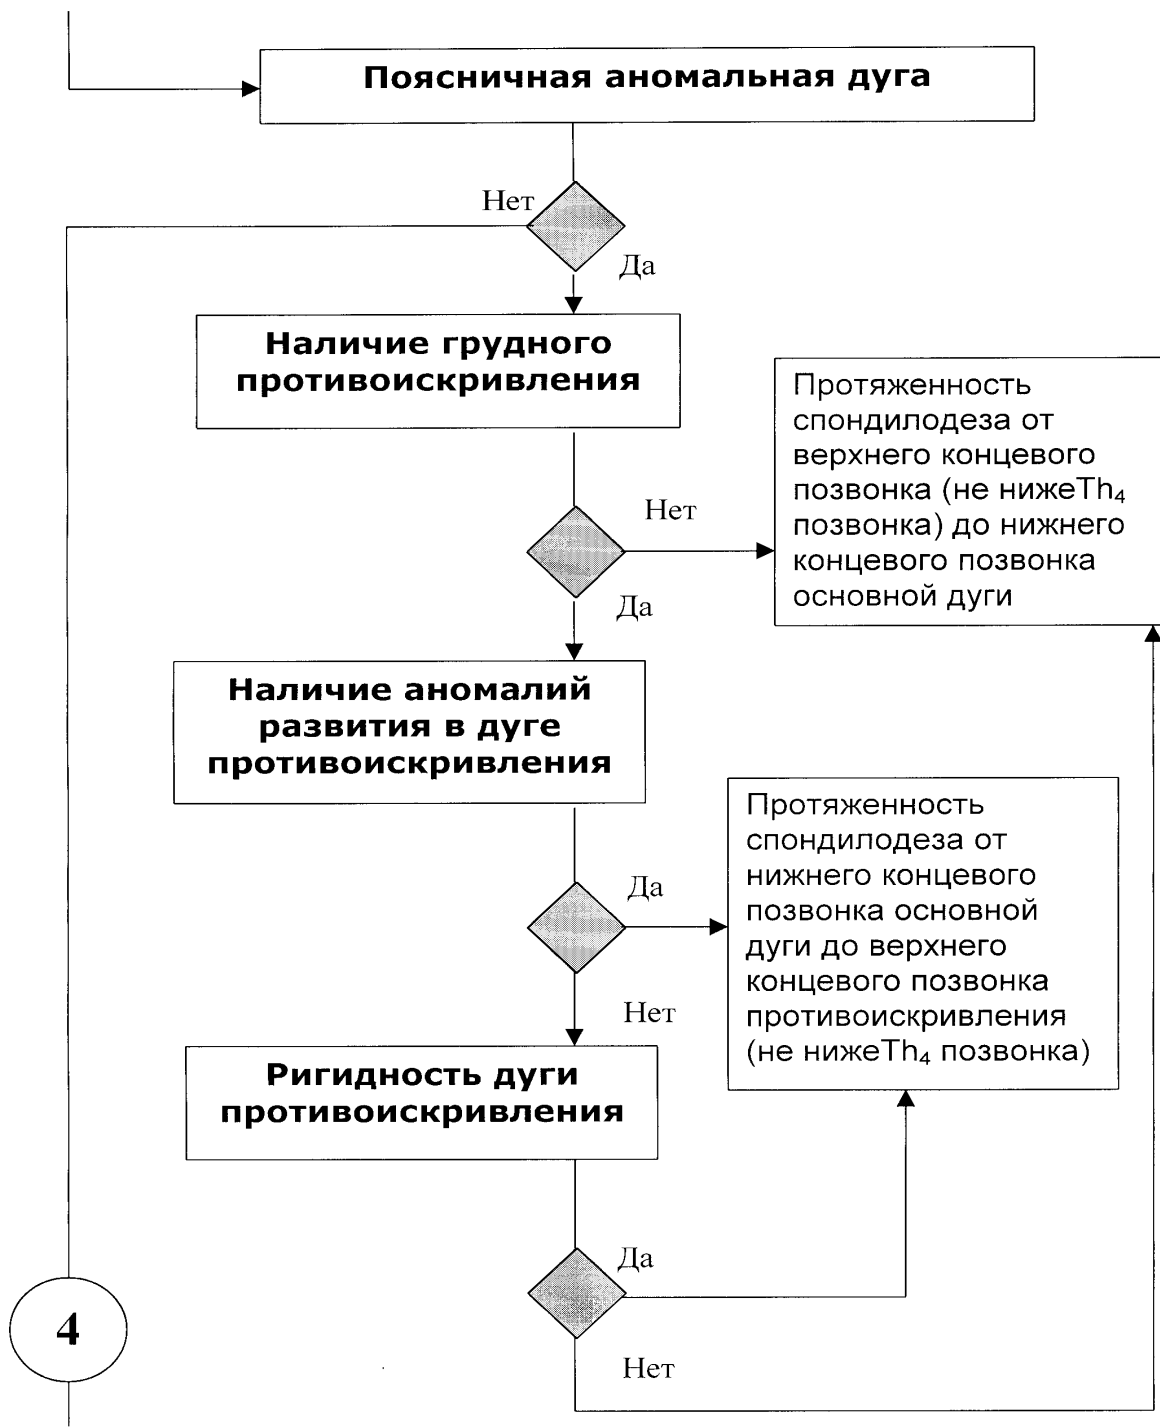 Поясничная аномальная дуга
Нет
Да
Наличие грудного
противоискривления
Протяженность
спондилодеза от
верхнего концевого
позвонка (не нижеTh₄
позвонка) до нижнего
концевого позвонка
основной дуги
Нет
Да
Наличие аномалий
развития в дуге
противоискривления
Протяженность
спондилодеза от
нижнего концевого
позвонка основной
дуги до верхнего
концевого позвонка
противоискривления
(не нижеTh₄ позвонка)
Да
Нет
Ригидность дуги
противоискривления
Да
4
Нет